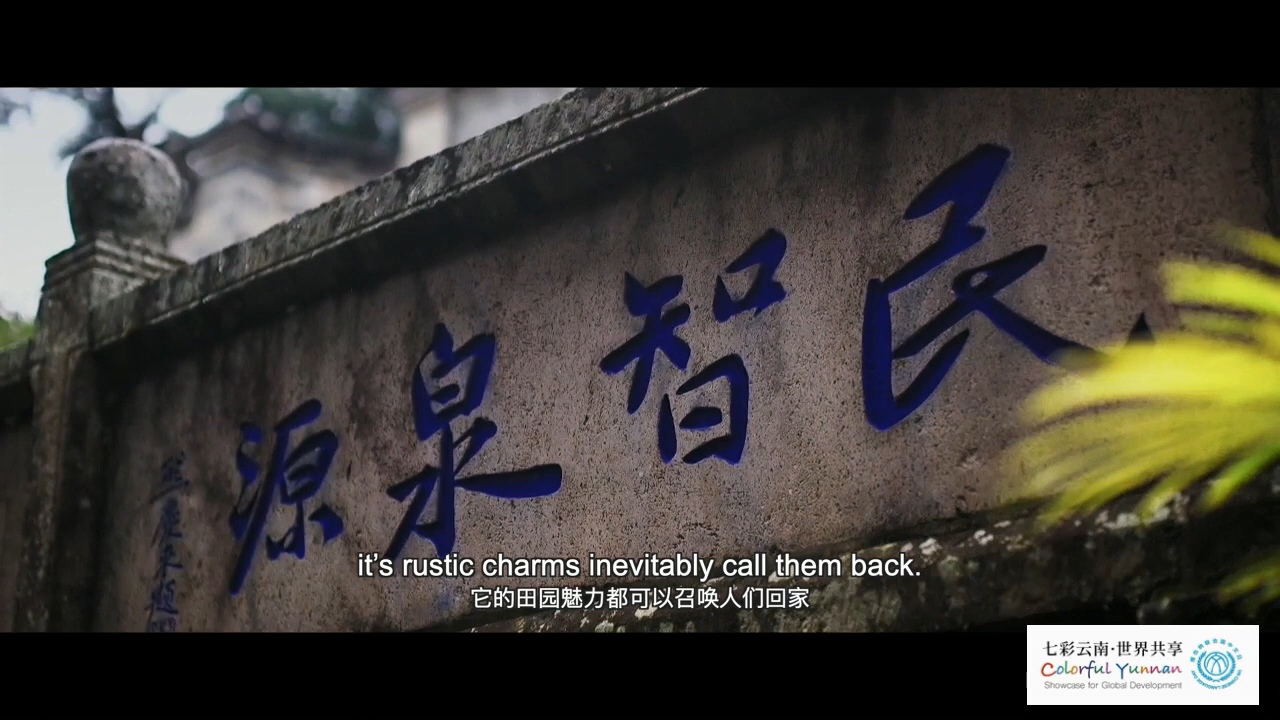 民智泉源
it’s rustic charms inevitably call them back.
它的田园魅力都可以召唤人们回家
七彩云南·世界共享
Colorful Yunnan
Showcase for Global Development